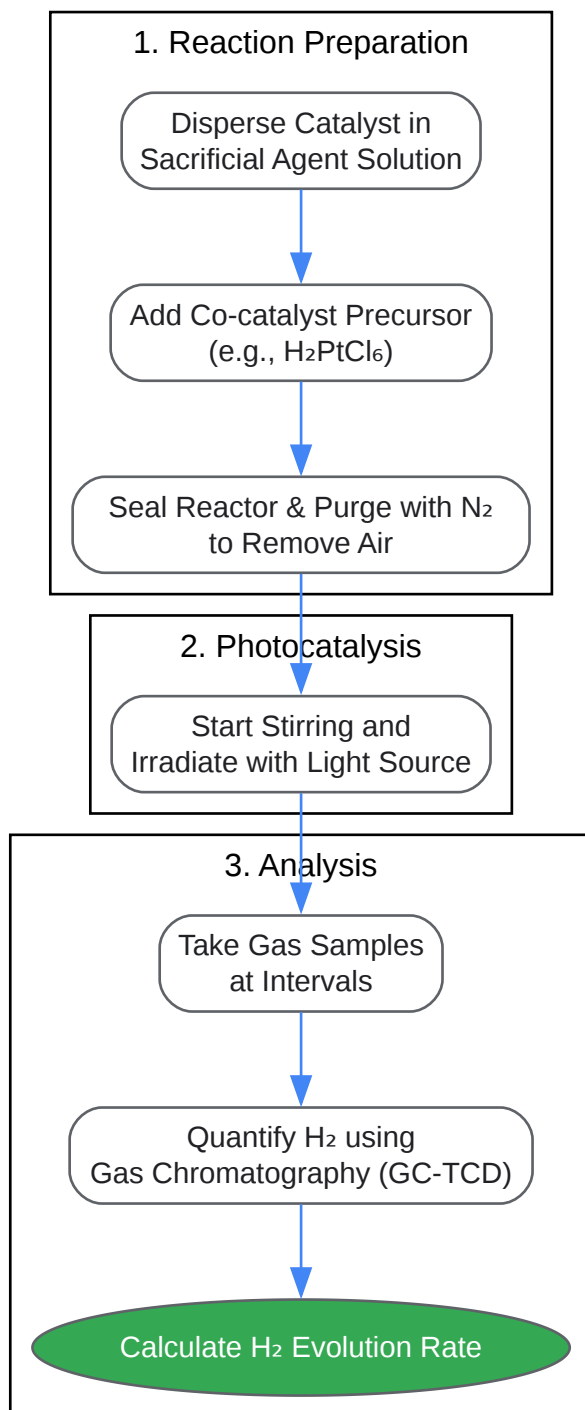 1. Reaction Preparation
Disperse Catalyst in
Sacrificial Agent Solution
Add Co-catalyst Precursor
(e.g., H₂PtCl₆)
Seal Reactor & Purge with N₂
to Remove Air
2. Photocatalysis
Start Stirring and
Irradiate with Light Source
3. Analysis
Take Gas Samples
at Intervals
Quantify H₂ using
Gas Chromatography (GC-TCD)
Calculate H₂ Evolution Rate